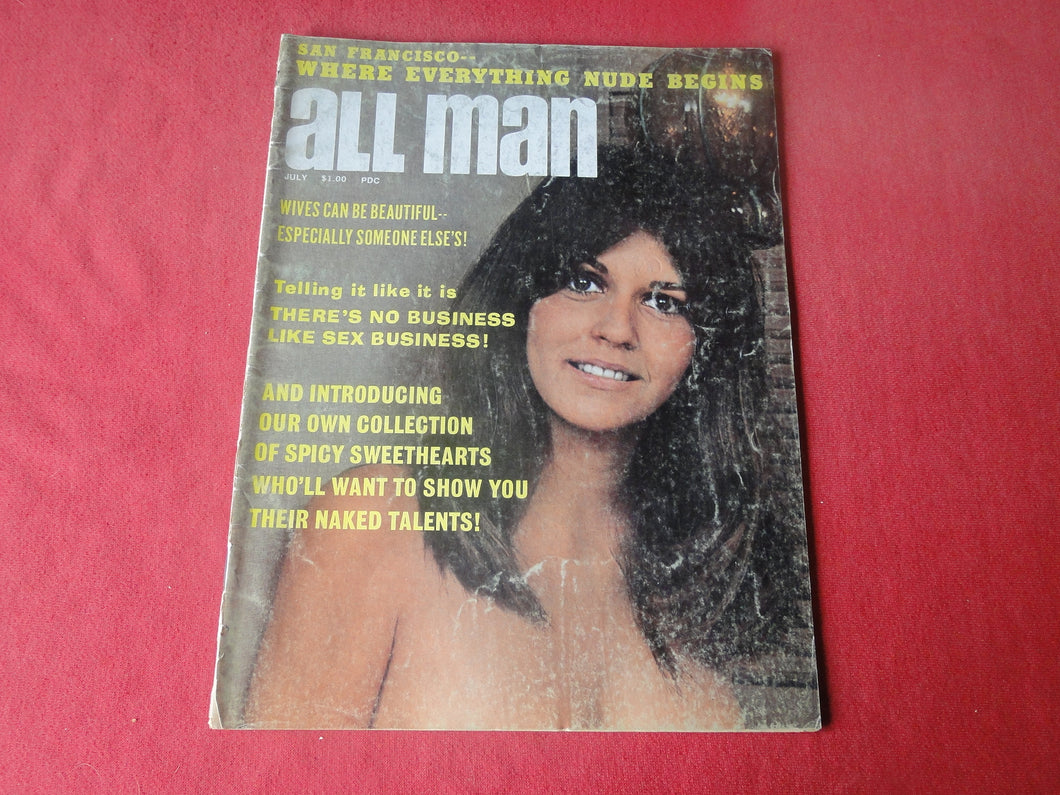 SAN FRANCISCO--
WHERE EVERYTHING NUDE BEGINS
aLL man
JULY $1.00 PDC
WIVES CAN BE BEAUTIFUL--
ESPECIALLY SOMEONE ELSE'S!
Telling it like it is
THERE'S NO BUSINESS
LIKE SEX BUSINESS!
AND INTRODUCING
OUR OWN COLLECTION
OF SPICY SWEETHEARTS
WHO'LL WANT TO SHOW YOU
THEIR NAKED TALENTS!